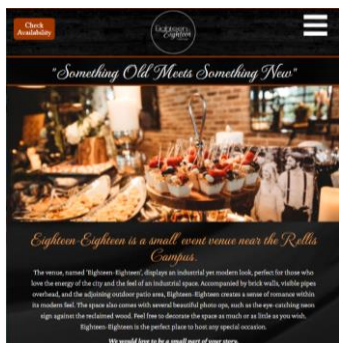 Check
Availability
Eighteen
Eighteen
"Something Old Meets Something New"
Eighteen-Eighteen is a small event venue near the Rellis
Campus.
The venue, named 'Eighteen-Eighteen', displays an industrial yet modern look, perfect for those who
love the energy of the city and the feel of an industrial space. Accompanied by brick walls, visible pipes
overhead, and the adjoining outdoor patio area, Eighteen-Eighteen creates a sense of romance within
its modern feel. The space also comes with several beautiful photo ops, such as the eye-catching neon
sign against the reclaimed wood. Feel free to decorate the space as much or as little as you wish.
Eighteen-Eighteen is the perfect place to host any special occasion.
We would love to be a small part of your story.